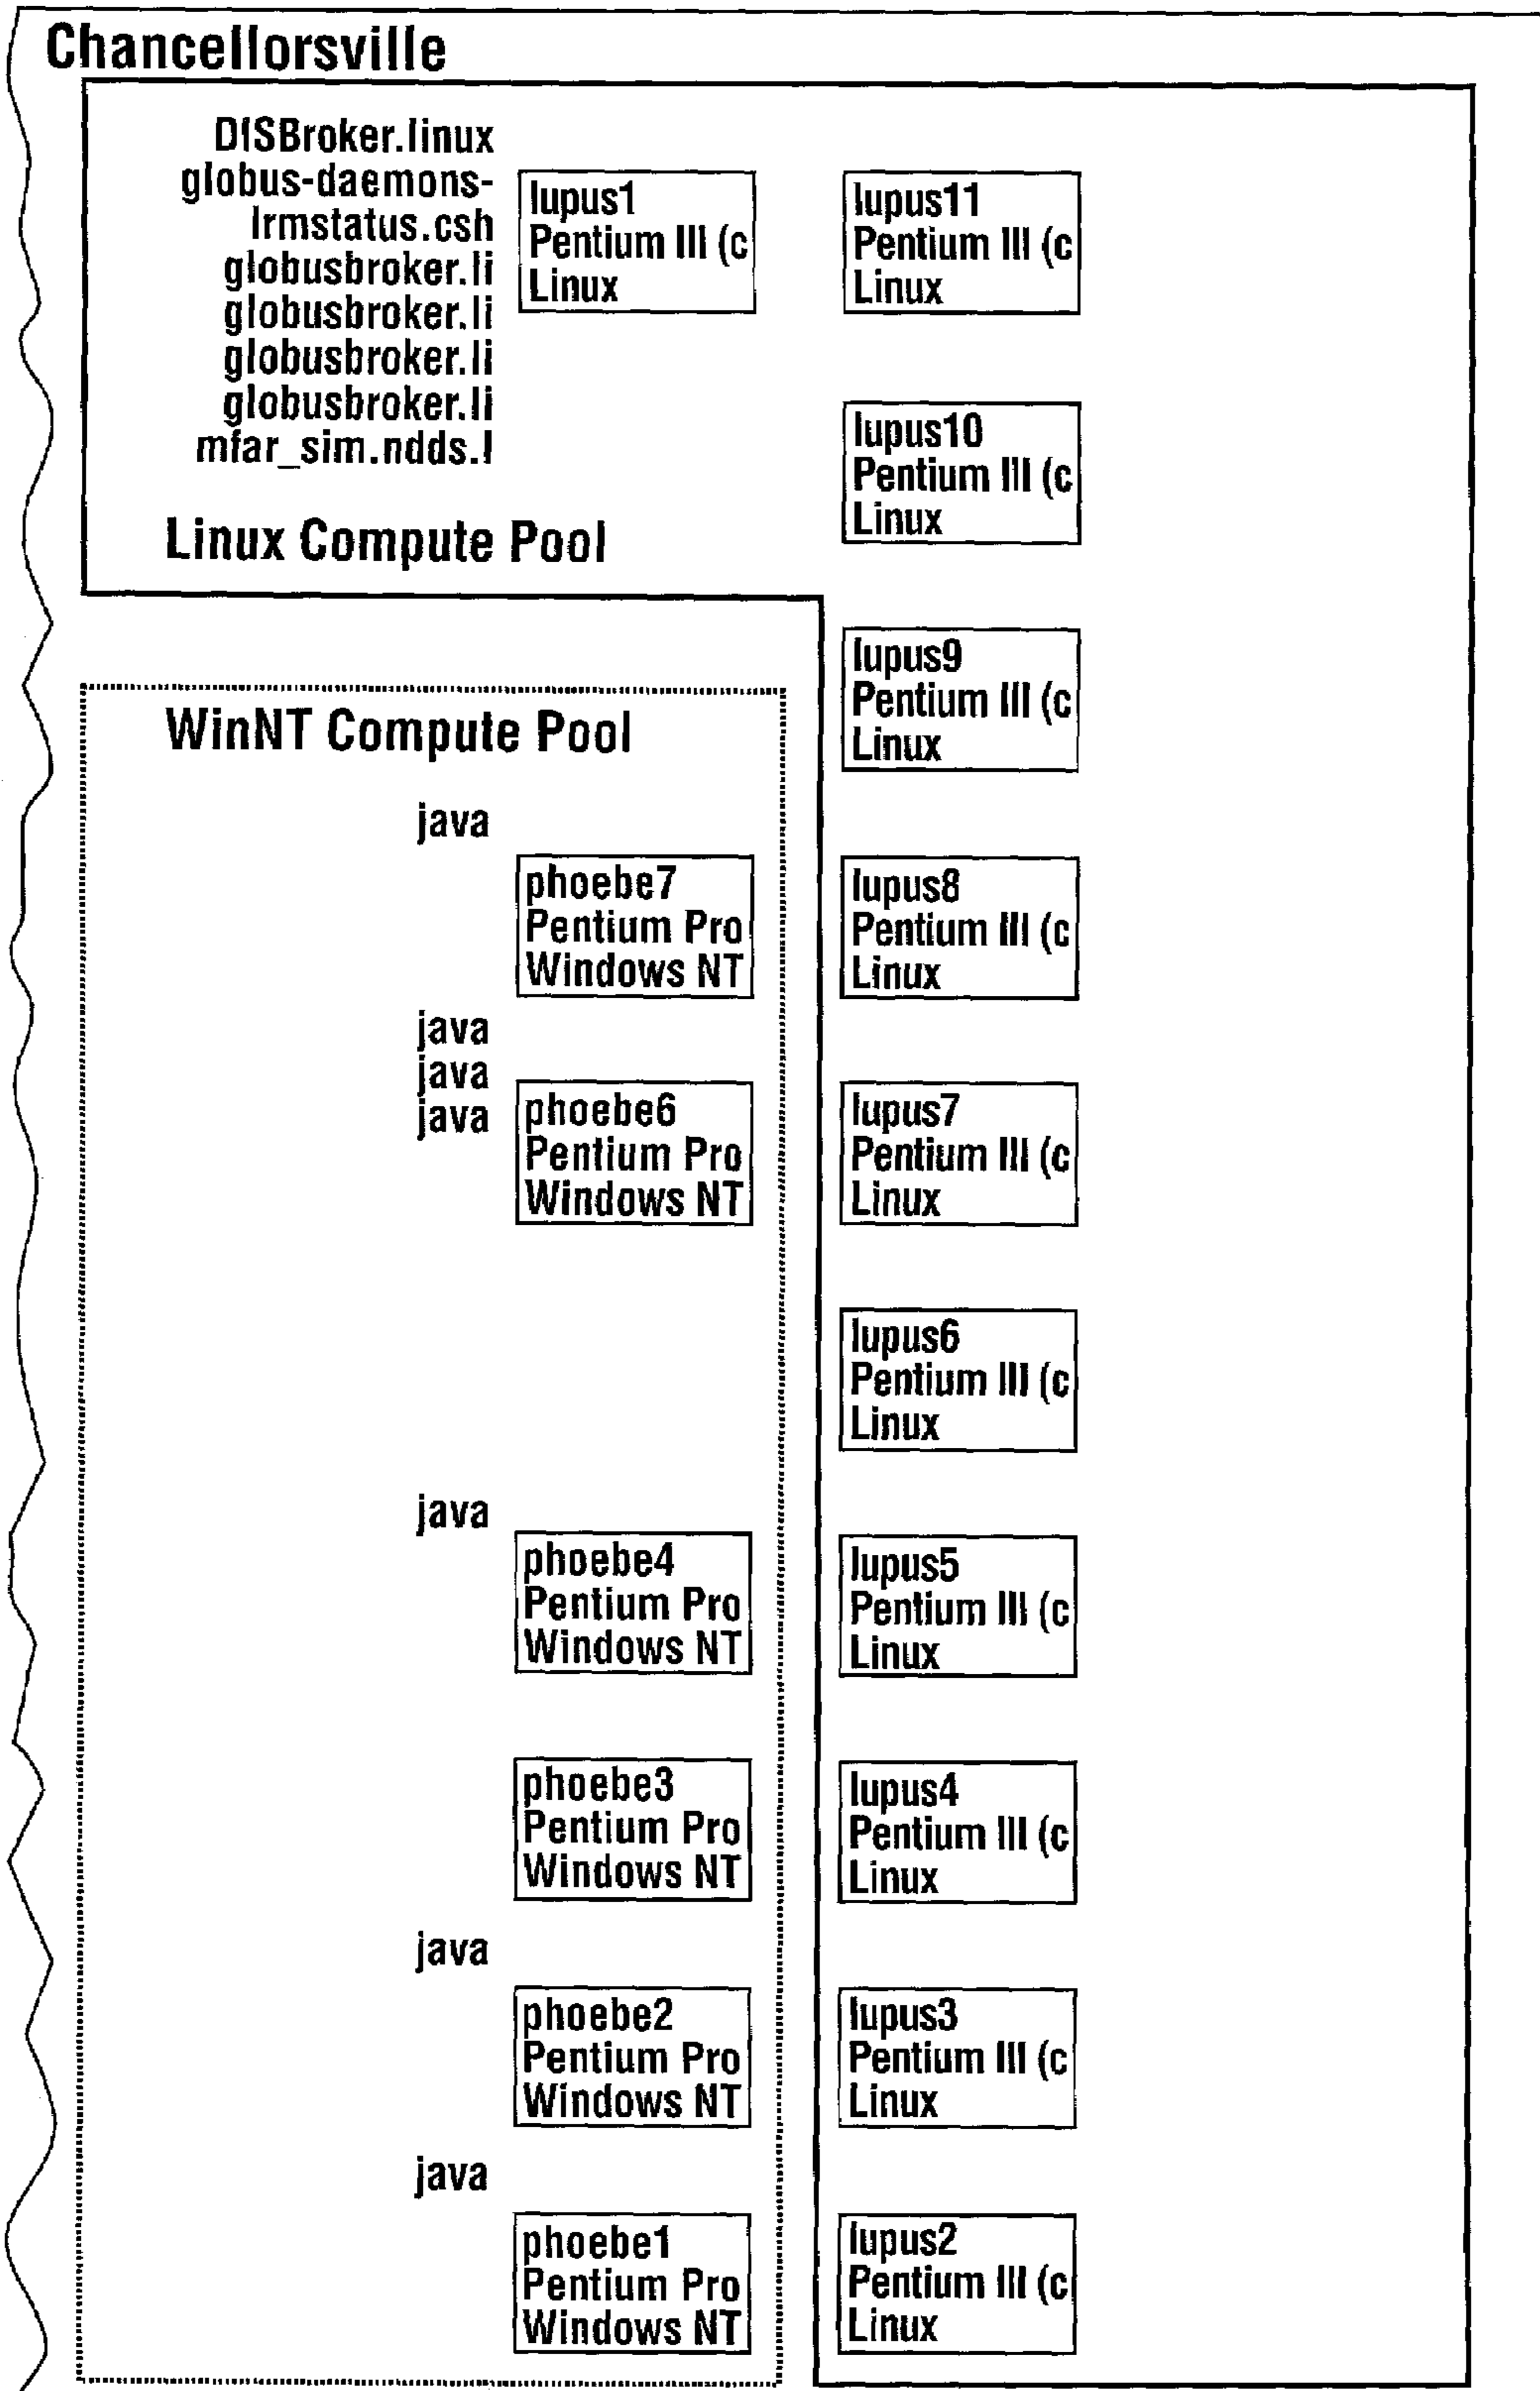 Chancellorsville
DISBroker.linux
globus-daemons-
lrmstatus.csh
globusbroker.li
globusbroker.li
globusbroker.li
globusbroker.li
mfar_sim.ndds.l
lupus1
Pentium III (c
Linux
lupus11
Pentium III (c
Linux
lupus10
Pentium III (c
Linux
Linux Compute Pool
lupus9
Pentium III (c
Linux
WinNT Compute Pool
java
phoebe7
Pentium Pro
Windows NT
lupus8
Pentium III (c
Linux
java
java
java
phoebe6
Pentium Pro
Windows NT
lupus7
Pentium III (c
Linux
lupus6
Pentium III (c
Linux
java
phoebe4
Pentium Pro
Windows NT
lupus5
Pentium III (c
Linux
phoebe3
Pentium Pro
Windows NT
lupus4
Pentium III (c
Linux
java
phoebe2
Pentium Pro
Windows NT
lupus3
Pentium III (c
Linux
java
phoebe1
Pentium Pro
Windows NT
lupus2
Pentium III (c
Linux